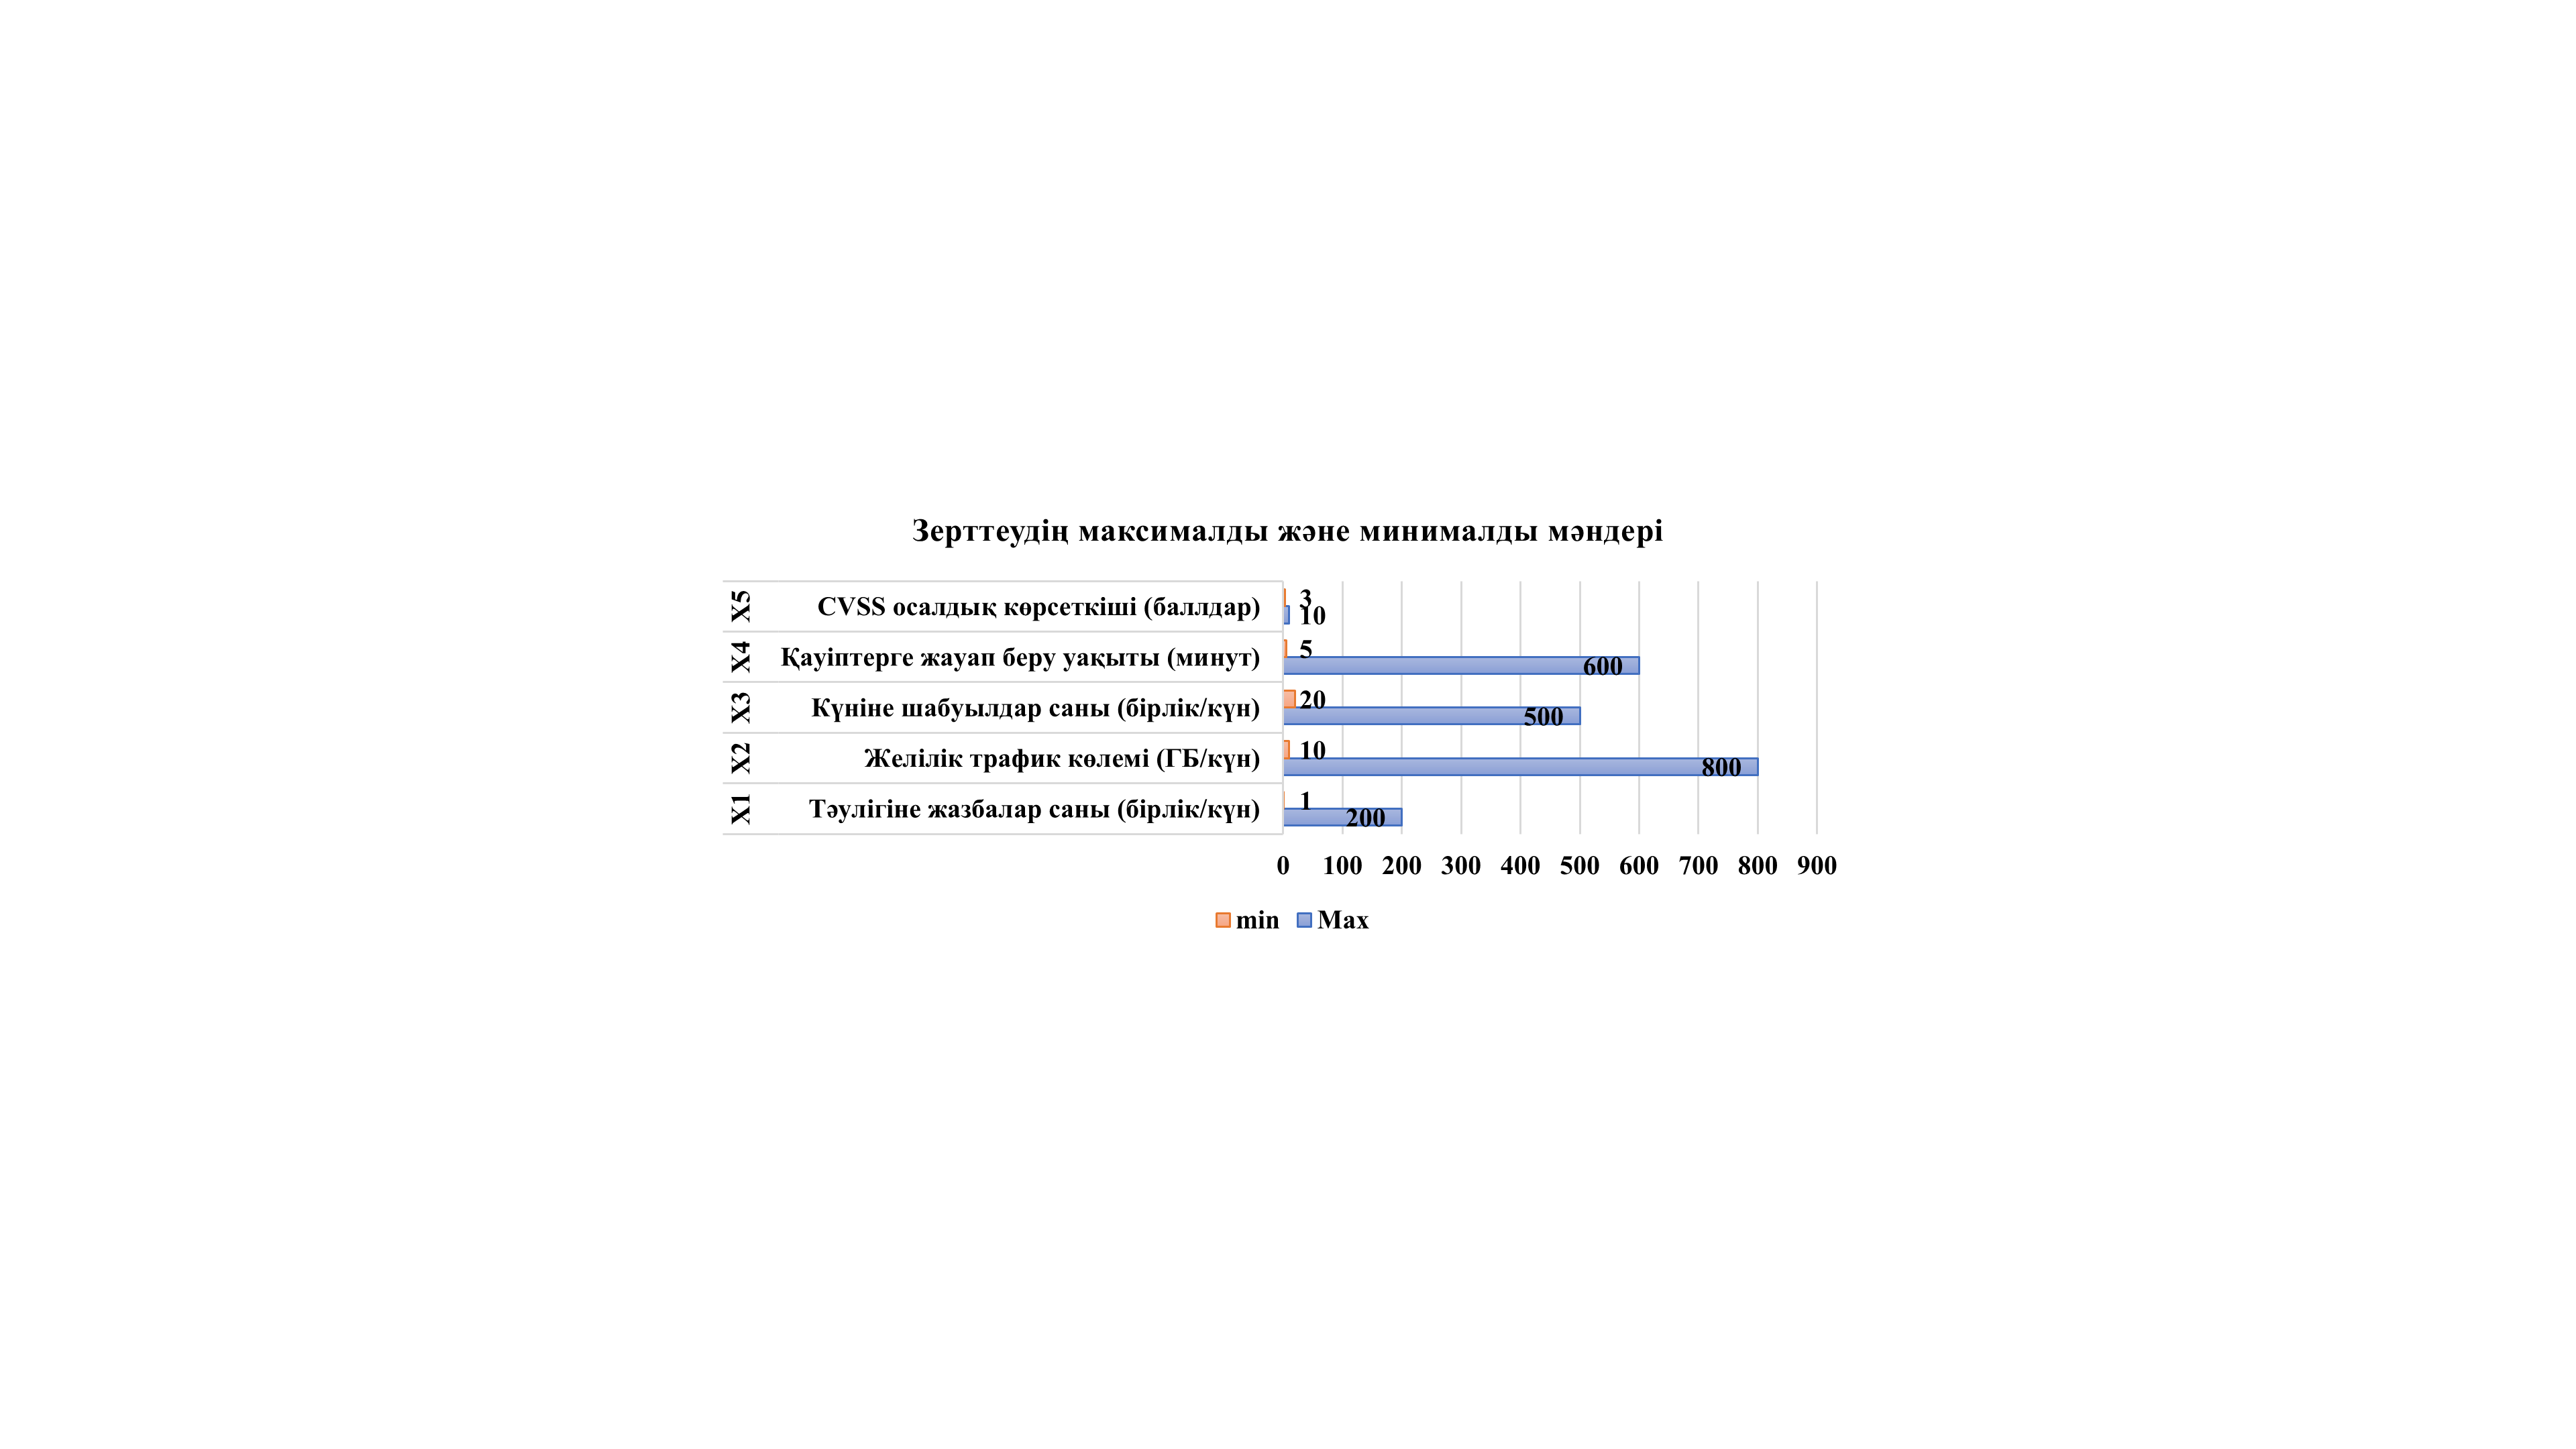 Зерттеудің максималды және минималды мәндері
X5 CVSS осалдық көрсеткіші (баллдар) 3 10
X4 Қауіптерге жауап беру уақыты (минут) 5 600
X3 Күніне шабуылдар саны (бірлік/күн) 20 500
X2 Желілік трафик көлемі (ГБ/күн) 10 800
X1 Тәулігіне жазбалар саны (бірлік/күн) 1 200
0 100 200 300 400 500 600 700 800 900
min Max